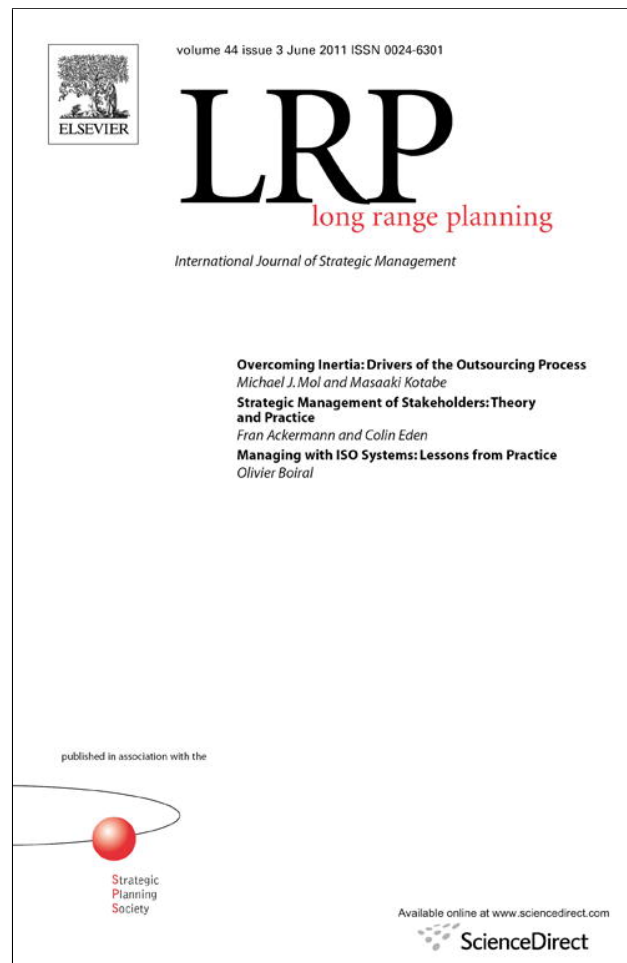 volume 44 issue 3 June 2011 ISSN 0024-6301
ELSEVIER
LRP
long range planning
International Journal of Strategic Management
Overcoming Inertia: Drivers of the Outsourcing Process
Michael J. Mol and Masaaki Kotabe
Strategic Management of Stakeholders: Theory
and Practice
Fran Ackermann and Colin Eden
Managing with ISO Systems: Lessons from Practice
Olivier Boiral
published in association with the
Strategic
Planning
Society
Available online at www.sciencedirect.com
ScienceDirect